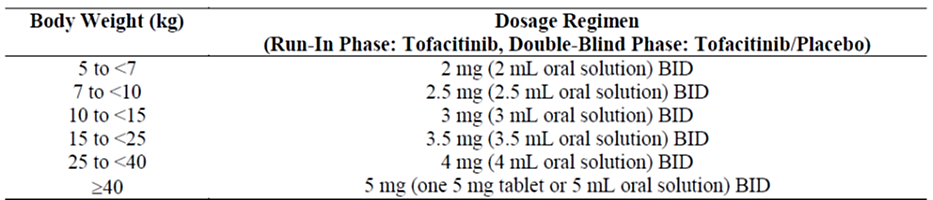 Body Weight (kg) Dosage Regimen
(Run-In Phase: Tofacitinib, Double-Blind Phase: Tofacitinib/Placebo)
5 to <7 2 mg (2 mL oral solution) BID
7 to <10 2.5 mg (2.5 mL oral solution) BID
10 to <15 3 mg (3 mL oral solution) BID
15 to <25 3.5 mg (3.5 mL oral solution) BID
25 to <40 4 mg (4 mL oral solution) BID
≥40 5 mg (one 5 mg tablet or 5 mL oral solution) BID